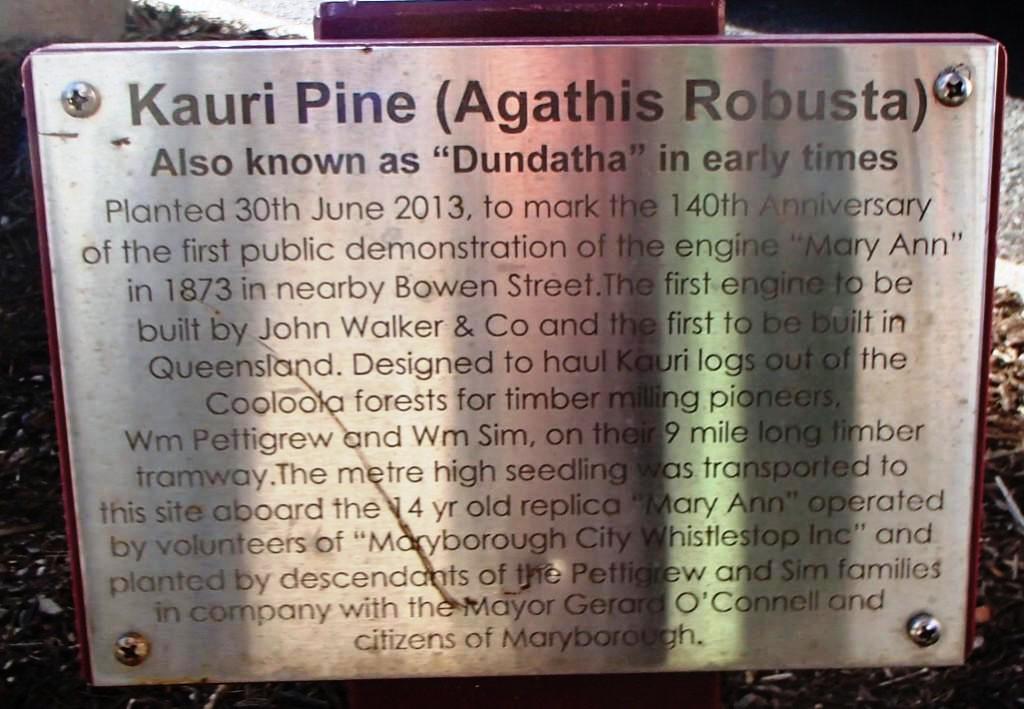 Kauri Pine (Agathis Robusta)
Also known as “Dundatha” in early times
Planted 30th June 2013, to mark the 140th Anniversary
of the first public demonstration of the engine “Mary Ann”
in 1873 in nearby Bowen Street.The first engine to be
built by John Walker & Co and the first to be built in
Queensland. Designed to haul Kauri logs out of the
Cooloola forests for timber milling pioneers,
Wm Pettigrew and Wm Sim, on their 9 mile long timber
tramway.The metre high seedling was transported to
this site aboard the 14 yr old replica “Mary Ann” operated
by volunteers of “Maryborough City Whistlestop Inc” and
planted by descendants of the Pettigrew and Sim families
in company with the Mayor Gerard O’Connell and
citizens of Maryborough.